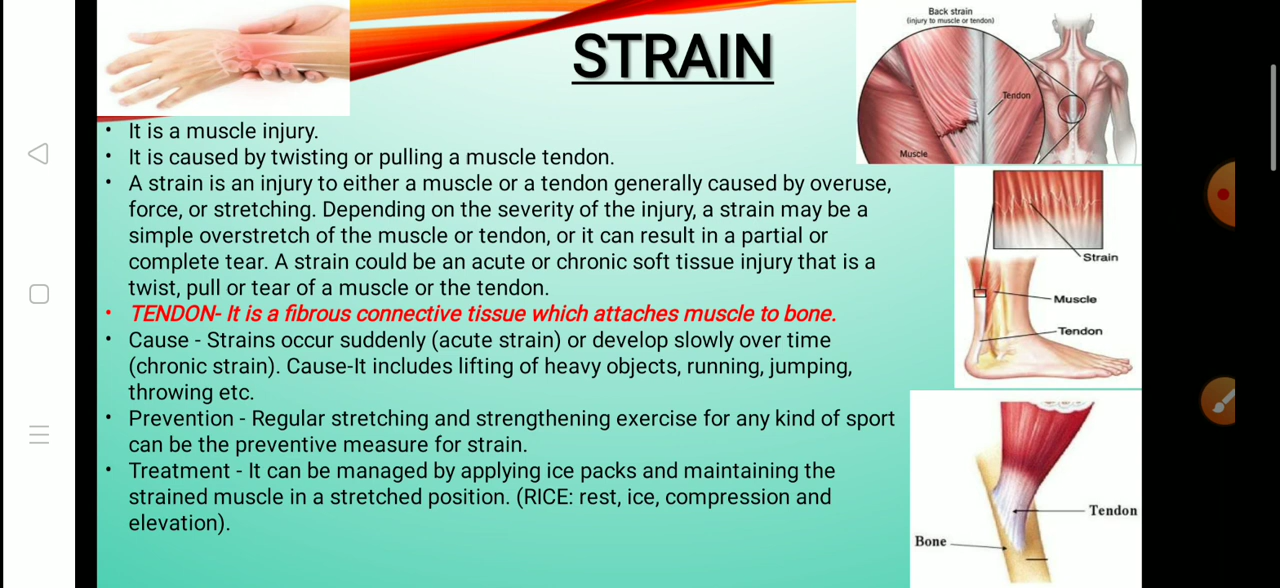 STRAIN
Back strain
(injury to muscle or tendon)
Tendon
Muscle
• It is a muscle injury.
• It is caused by twisting or pulling a muscle tendon.
• A strain is an injury to either a muscle or a tendon generally caused by overuse,
force, or stretching. Depending on the severity of the injury, a strain may be a
simple overstretch of the muscle or tendon, or it can result in a partial or
complete tear. A strain could be an acute or chronic soft tissue injury that is a
twist, pull or tear of a muscle or the tendon.
• TENDON- It is a fibrous connective tissue which attaches muscle to bone.
• Cause - Strains occur suddenly (acute strain) or develop slowly over time
(chronic strain). Cause-It includes lifting of heavy objects, running, jumping,
throwing etc.
• Prevention - Regular stretching and strengthening exercise for any kind of sport
can be the preventive measure for strain.
• Treatment - It can be managed by applying ice packs and maintaining the
strained muscle in a stretched position. (RICE: rest, ice, compression and
elevation).
Strain
Muscle
Tendon
Tendon
Bone